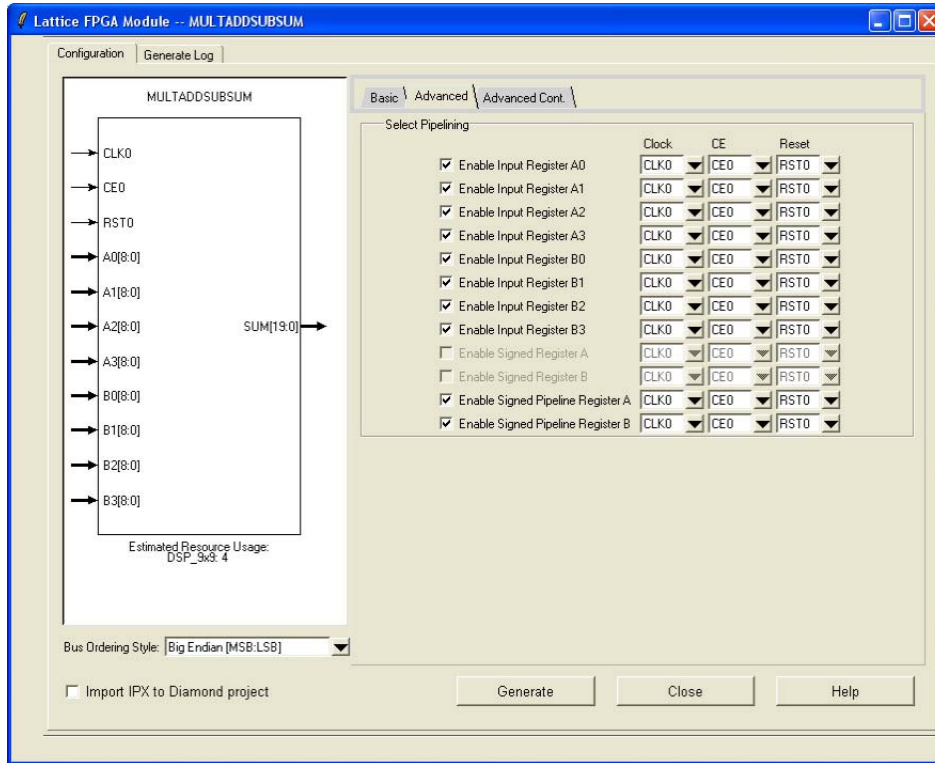 Lattice FPGA Module -- MULTADDSUBSUM
Configuration Generate Log
MULTADDSUBSUM
CLK0
CE0
RST0
A0[8:0]
A1[8:0]
A2[8:0] SUM[19:0]
A3[8:0]
B0[8:0]
B1[8:0]
B2[8:0]
B3[8:0]
Estimated Resource Usage:
DSP_9x9: 4
Bus Ordering Style: Big Endian [MSB:LSB]
Basic Advanced Advanced Cont.
Select Pipelining
Clock CE Reset
Enable Input Register A0 CLK0 CE0 RST0
Enable Input Register A1 CLK0 CE0 RST0
Enable Input Register A2 CLK0 CE0 RST0
Enable Input Register A3 CLK0 CE0 RST0
Enable Input Register B0 CLK0 CE0 RST0
Enable Input Register B1 CLK0 CE0 RST0
Enable Input Register B2 CLK0 CE0 RST0
Enable Input Register B3 CLK0 CE0 RST0
Enable Signed Register A CLK0 CE0 RST0
Enable Signed Register B CLK0 CE0 RST0
Enable Signed Pipeline Register A CLK0 CE0 RST0
Enable Signed Pipeline Register B CLK0 CE0 RST0
Import IPX to Diamond project Generate Close Help